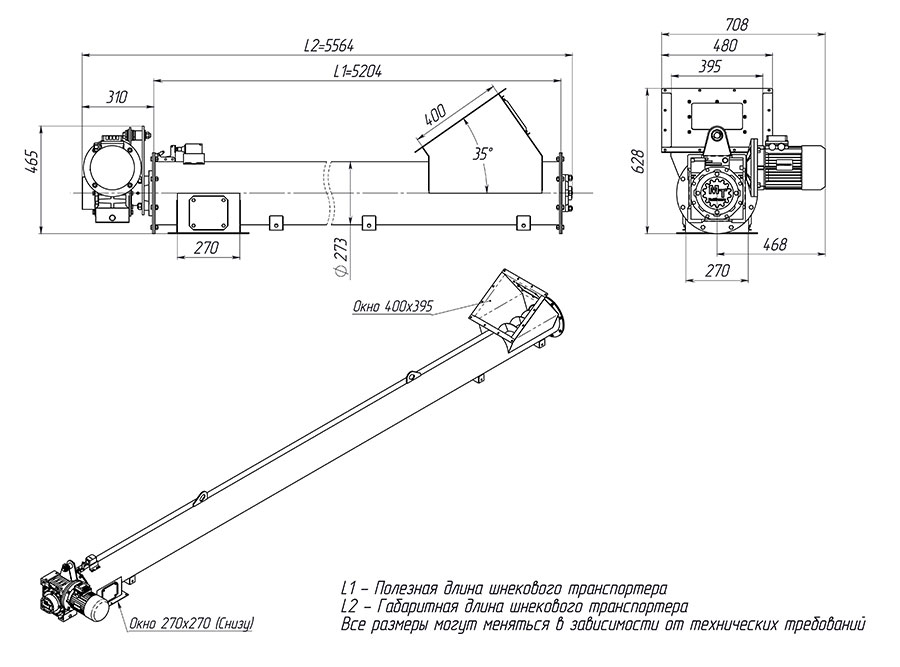 L2=5564
L1=5204
310
465
400
35°
270
⌀ 273
708
480
395
628
МТ
468
270
Окно 400х395
Окно 270х270 (Снизу)
L1 – Полезная длина шнекового транспортера
L2 – Габаритная длина шнекового транспортера
Все размеры могут меняться в зависимости от технических требований